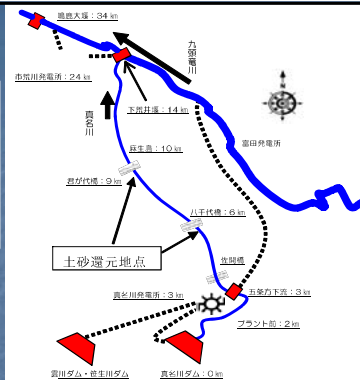 鳴鹿大堰：34km
九頭竜川
市荒川発電所：24km
N
下荒井堰：14km
真名川
富田発電所
麻生島：10km
君が代橋：9km
八千代橋：6km
土砂還元地点
佐開橋
真名川発電所：3km
五条方下流：3km
プラント前：2km
雲川ダム・笹生川ダム
真名川ダム：0km